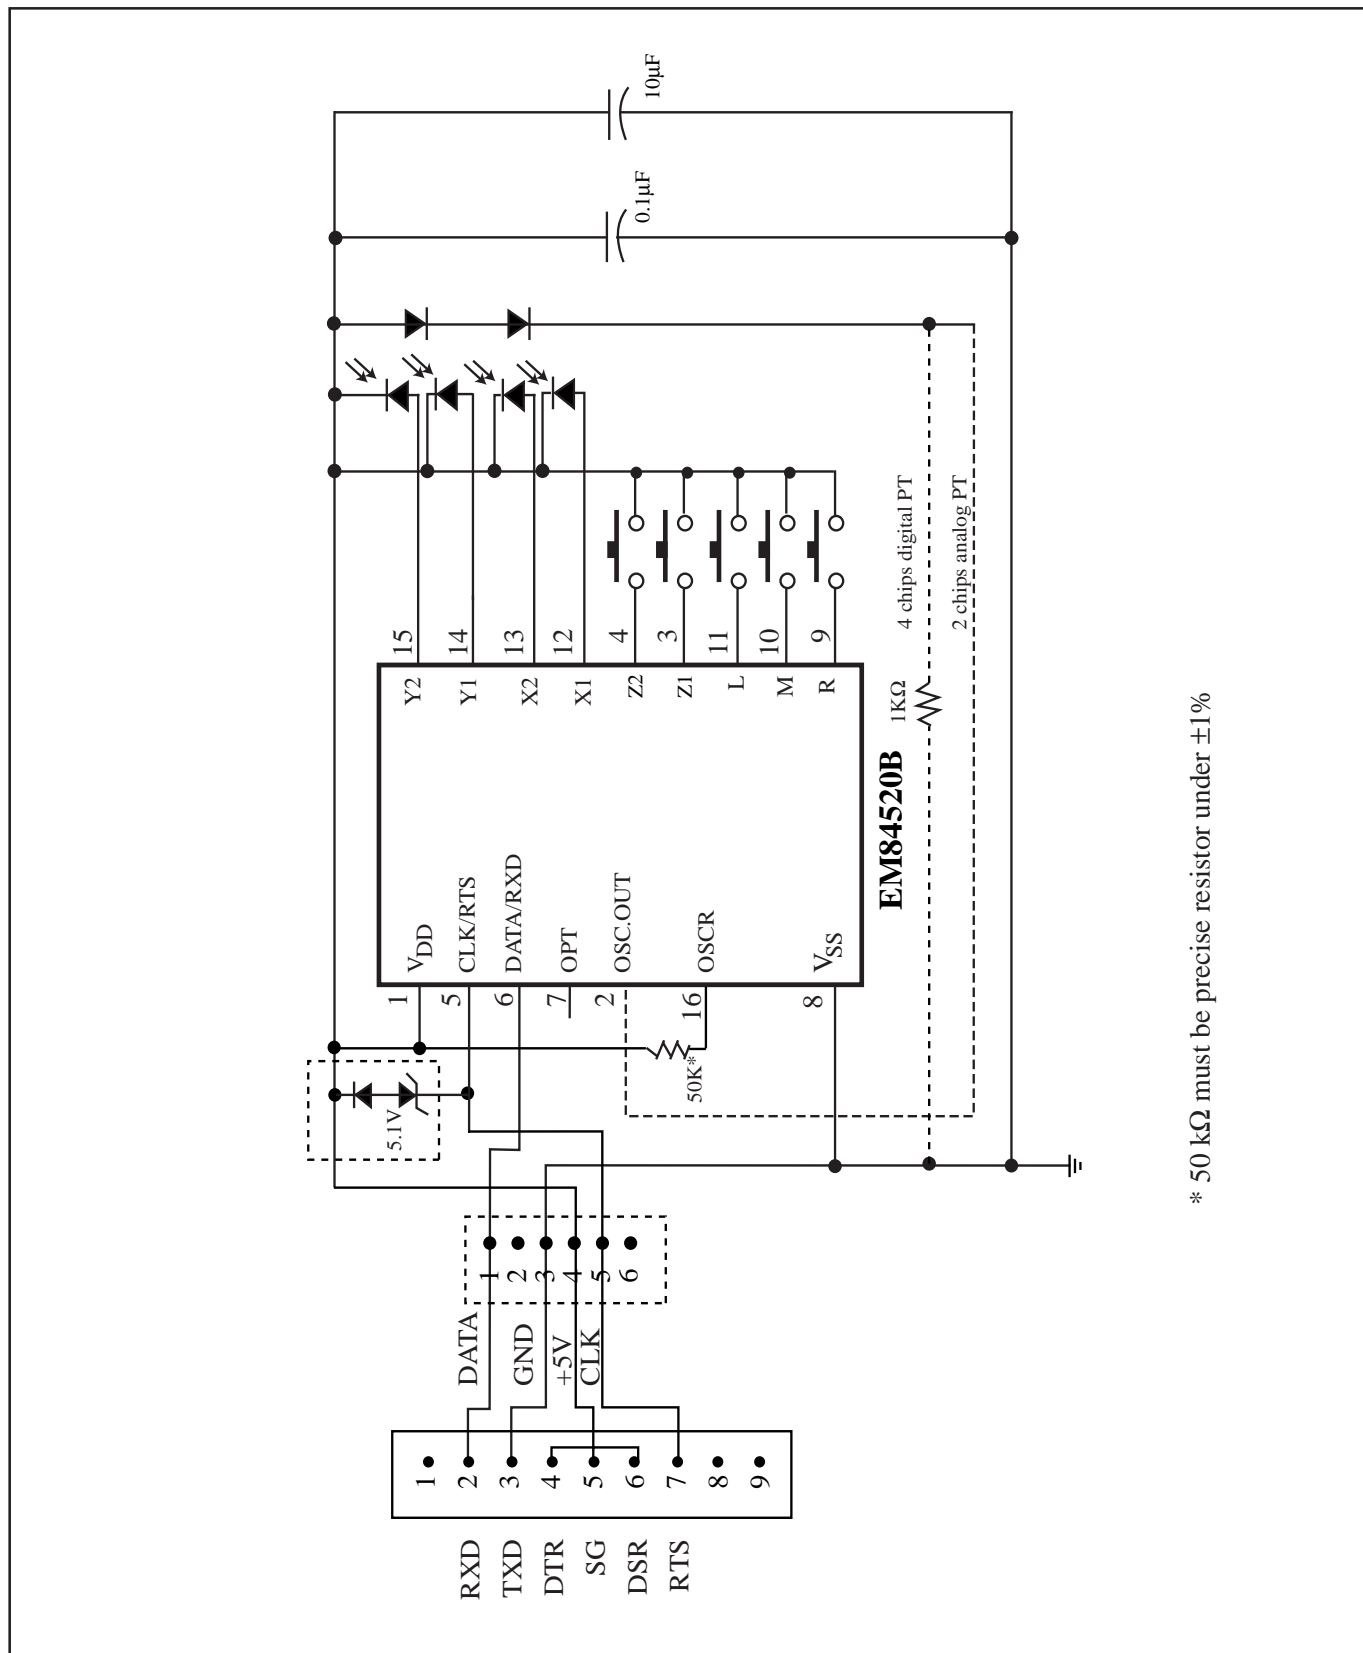 10µF
0.1µF
4 chips digital PT
2 chips analog PT
15
14
13
12
4
3
11
10
9
Y2
Y1
X2
X1
Z2
Z1
L
M
R
1KΩ
EM84520B
VDD
CLK/RTS
DATA/RXD
OPT
OSC.OUT
OSCR
VSS
1
5
6
7
2
16
8
50K*
5.1V
1
2
3
4
5
6
DATA
GND
+5V
CLK
1
2
3
4
5
6
7
8
9
RXD
TXD
DTR
SG
DSR
RTS
* 50 kΩ must be precise resistor under ±1%